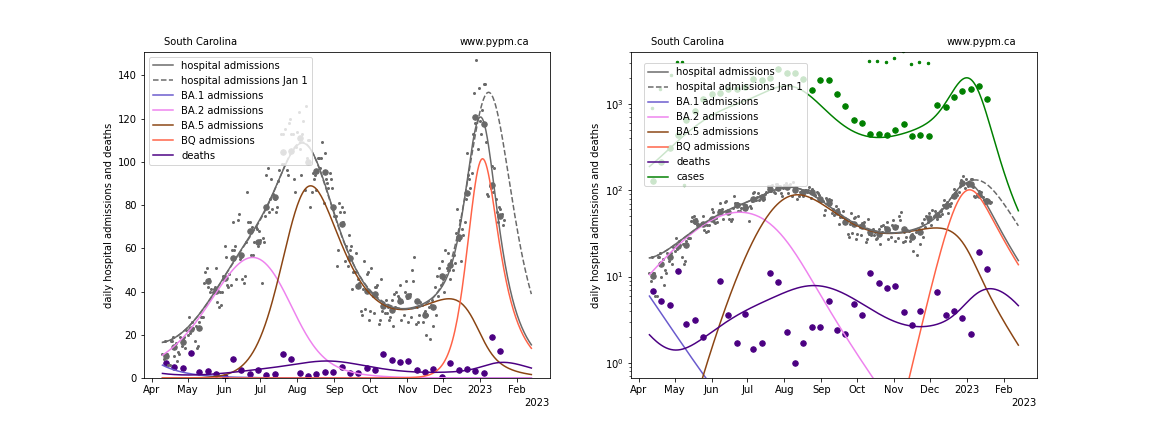 South Carolina www.pypm.ca
hospital admissions
hospital admissions Jan 1
BA.1 admissions
BA.2 admissions
BA.5 admissions
BQ admissions
deaths
daily hospital admissions and deaths
140
120
100
80
60
40
20
0
Apr May Jun Jul Aug Sep Oct Nov Dec 2023 Feb
2023
South Carolina www.pypm.ca
hospital admissions
hospital admissions Jan 1
BA.1 admissions
BA.2 admissions
BA.5 admissions
BQ admissions
deaths
cases
daily hospital admissions and deaths
10³
10²
10¹
10⁰
Apr May Jun Jul Aug Sep Oct Nov Dec 2023 Feb
2023